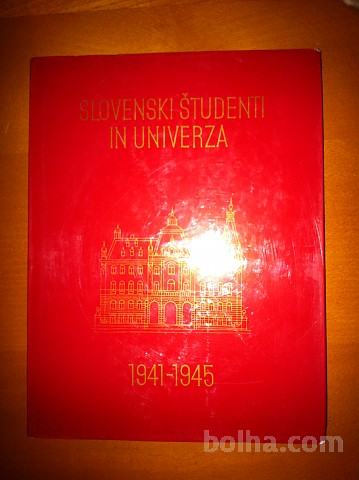 SLOVENSKI ŠTUDENTI
IN UNIVERZA
1941-1945
bolha.com